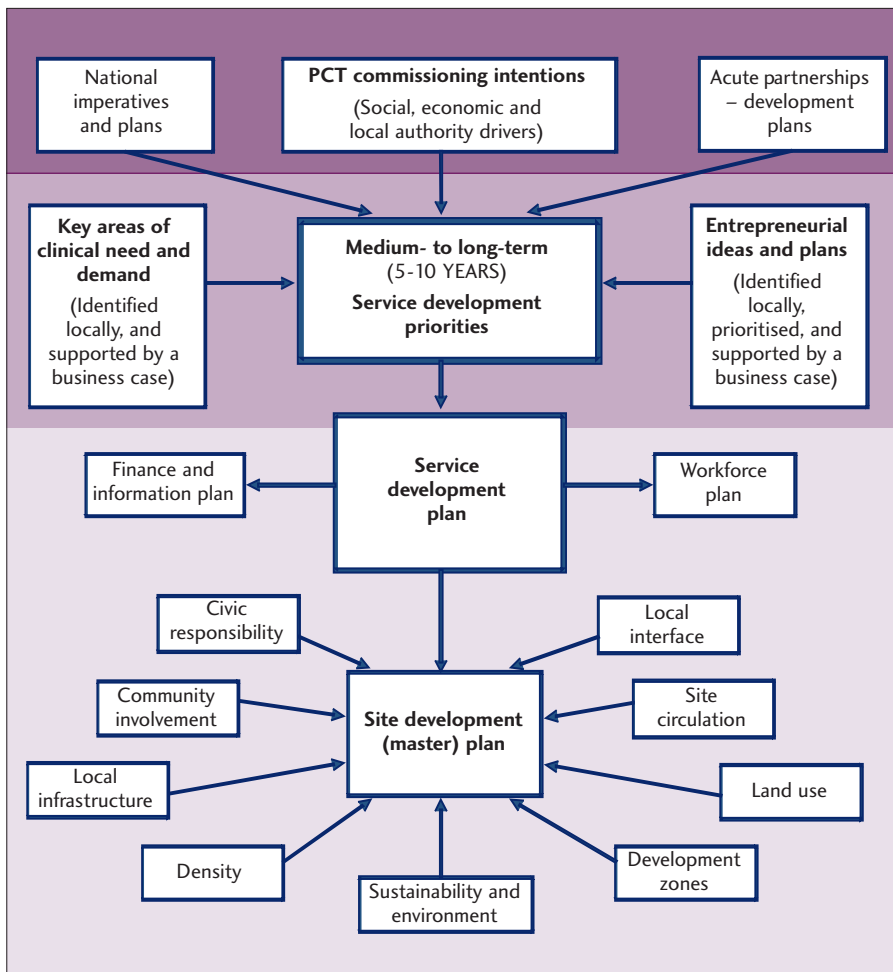 National
imperatives
and plans
PCT commissioning intentions
(Social, economic and
local authority drivers)
Acute partnerships
– development
plans
Key areas of
clinical need and
demand
(Identified
locally, and
supported by a
business case)
Medium- to long-term
(5-10 YEARS)
Service development
priorities
Entrepreneurial
ideas and plans
(Identified
locally,
prioritised, and
supported by a
business case)
Finance and
information plan
Service
development
plan
Workforce
plan
Civic
responsibility
Local
interface
Community
involvement
Site development
(master) plan
Site
circulation
Local
infrastructure
Land use
Density
Sustainability and
environment
Development
zones